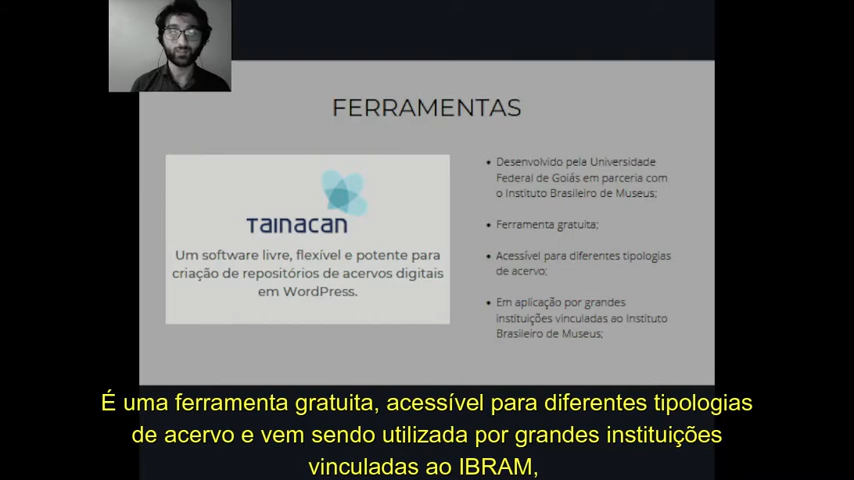 FERRAMENTAS
TAINACAN
Um software livre, flexível e potente para
criação de repositórios de acervos digitais
em WordPress.
• Desenvolvido pela Universidade
Federal de Goiás em parceria com
o Instituto Brasileiro de Museus;
• Ferramenta gratuita;
• Acessível para diferentes tipologias
de acervo;
• Em aplicação por grandes
instituições vinculadas ao Instituto
Brasileiro de Museus;
É uma ferramenta gratuita, acessível para diferentes tipologias
de acervo e vem sendo utilizada por grandes instituições
vinculadas ao IBRAM,